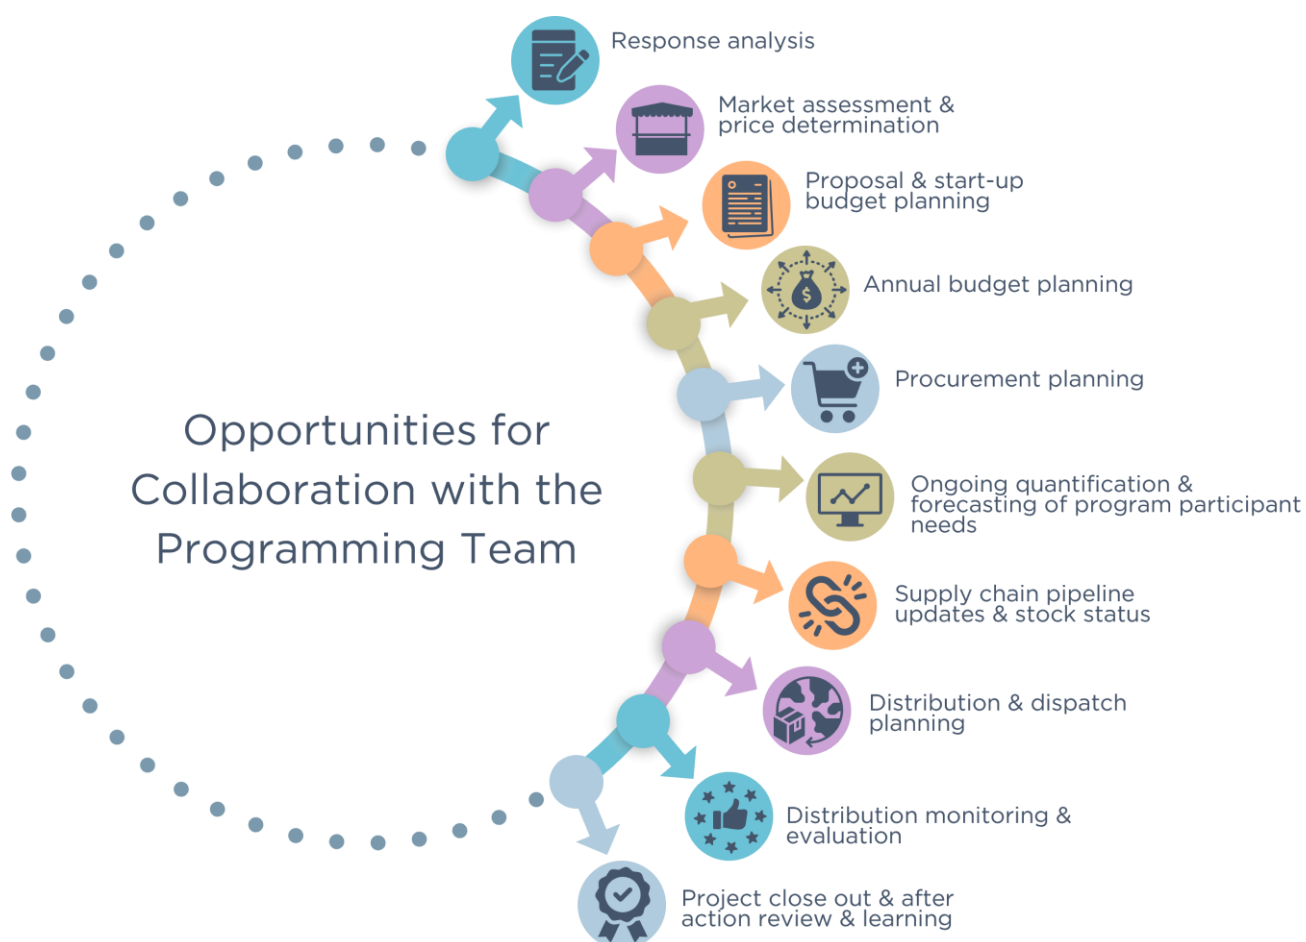 Response analysis
Market assessment &
price determination
Proposal & start-up
budget planning
Annual budget planning
Procurement planning
Opportunities for
Collaboration with the
Programming Team
Ongoing quantification &
forecasting of program participant
needs
Supply chain pipeline
updates & stock status
Distribution & dispatch
planning
Distribution monitoring &
evaluation
Project close out & after
action review & learning
$